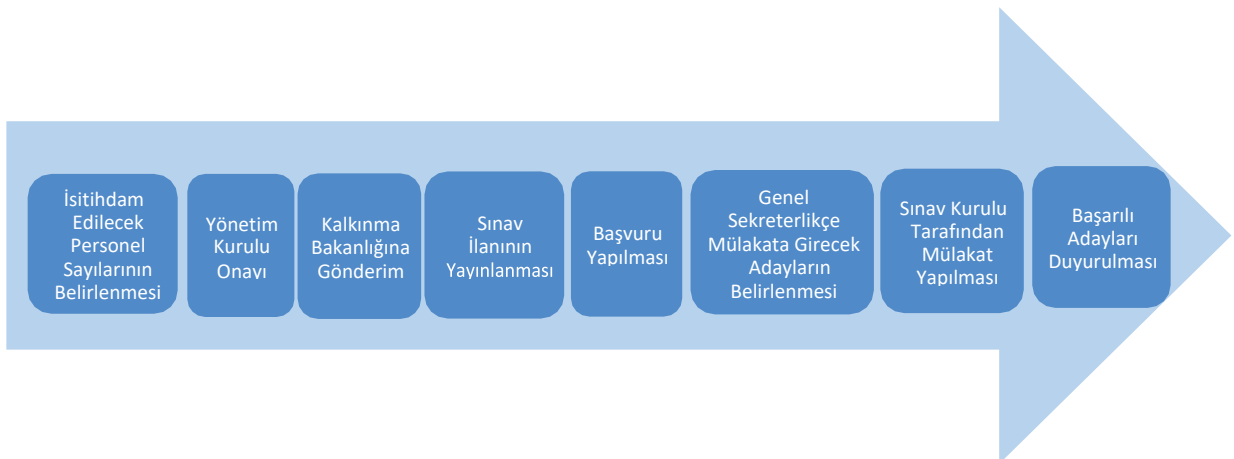 İsitihdam
Edilecek
Personel
Sayılarının
Belirlenmesi
Yönetim
Kurulu
Onayı
Kalkınma
Bakanlığına
Gönderim
Sınav
İlanının
Yayınlanması
Başvuru
Yapılması
Genel
Sekreterlikçe
Mülakata Girecek
Adayların
Belirlenmesi
Sınav Kurulu
Tarafından
Mülakat
Yapılması
Başarılı
Adayları
Duyurulması